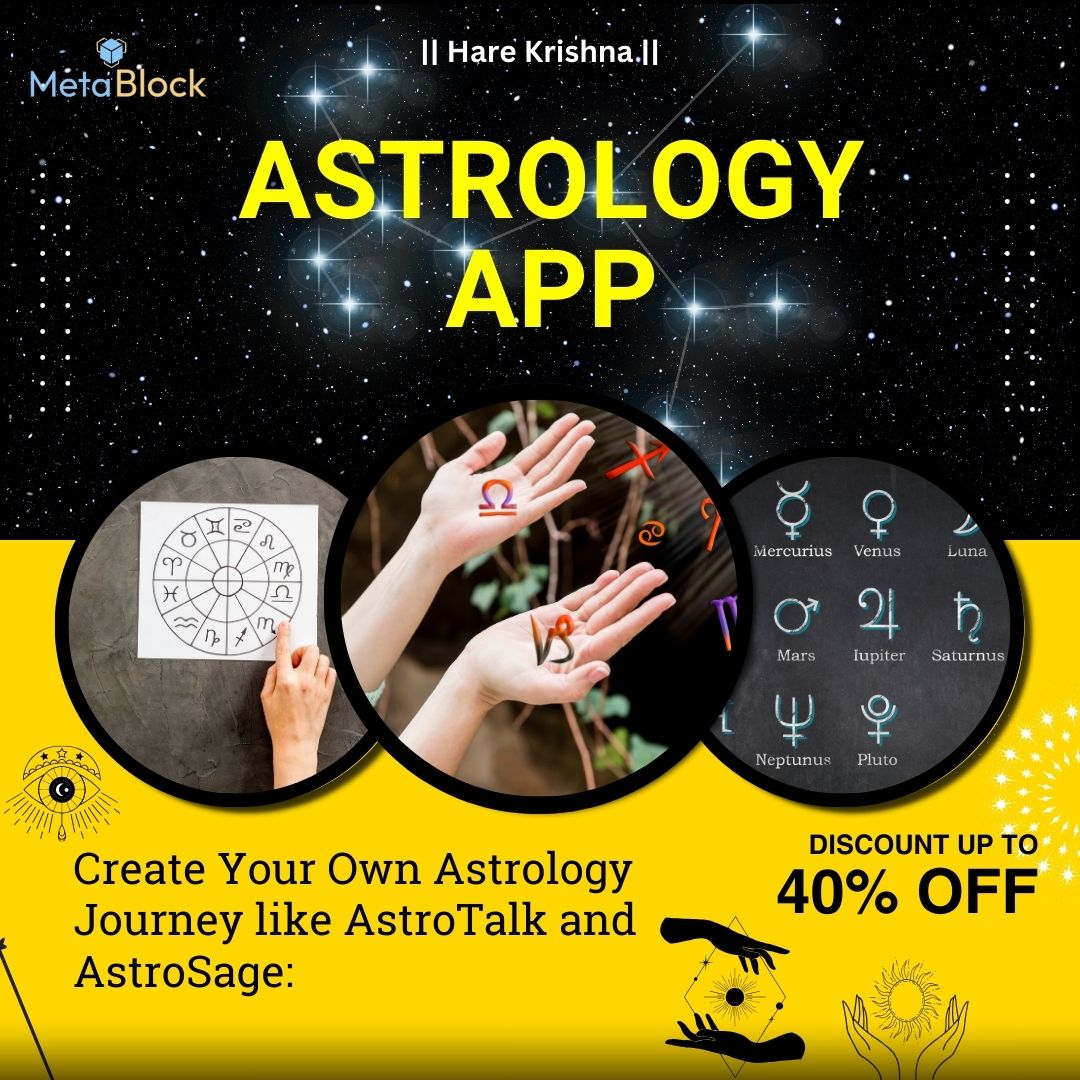 || Hare Krishna ||
MetaBlock
ASTROLOGY
APP
Mercurius Venus Luna
Mars Iupiter Saturnus
Neptunus Pluto
DISCOUNT UP TO
40% OFF
Create Your Own Astrology
Journey like AstroTalk and
AstroSage: